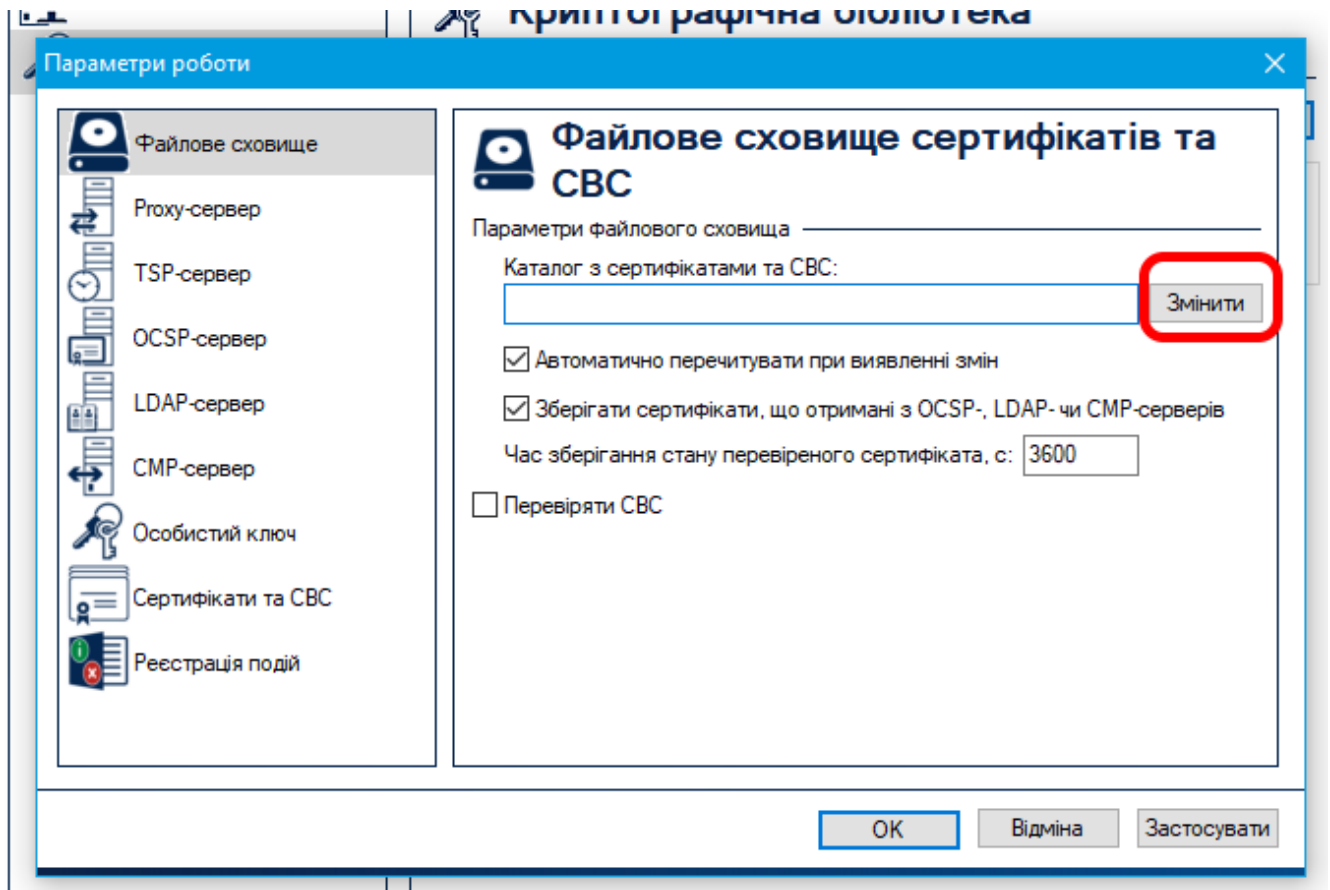 Криптографічна бібліотека
Параметри роботи
Файлове сховище
Proxy-сервер
TSP-сервер
OCSP-сервер
LDAP-сервер
CMP-сервер
Особистий ключ
Сертифікати та СВС
Реєстрація подій
Файлове сховище сертифікатів та
СВС
Параметри файлового сховища
Каталог з сертифікатами та СВС:
Змінити
Автоматично перечитувати при виявленні змін
Зберігати сертифікати, що отримані з OCSP-, LDAP- чи CMP-серверів
Час зберігання стану перевіреного сертифіката, с: 3600
Перевіряти СВС
OK
Відміна
Застосувати